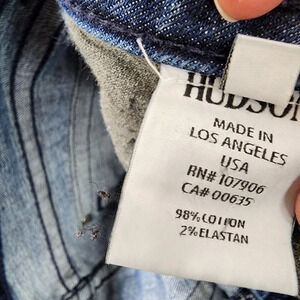 HUDSON
MADE IN
LOS ANGELES
USA
RN# 107906
CA# 00635
98% COTTON
2% ELASTAN